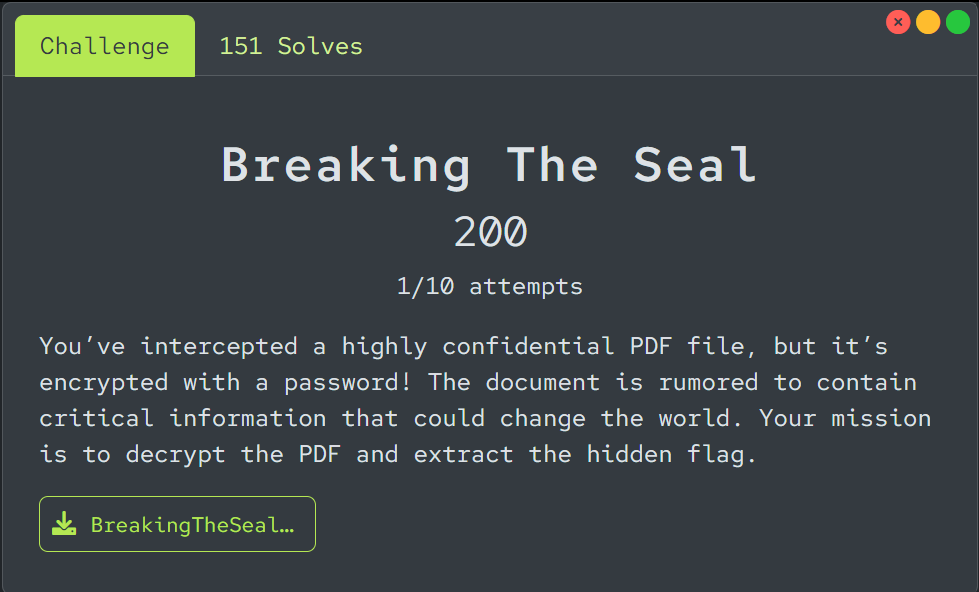 Challenge
151 Solves
Breaking The Seal
200
1/10 attempts
You’ve intercepted a highly confidential PDF file, but it’s
encrypted with a password! The document is rumored to contain
critical information that could change the world. Your mission
is to decrypt the PDF and extract the hidden flag.
BreakingTheSeal…